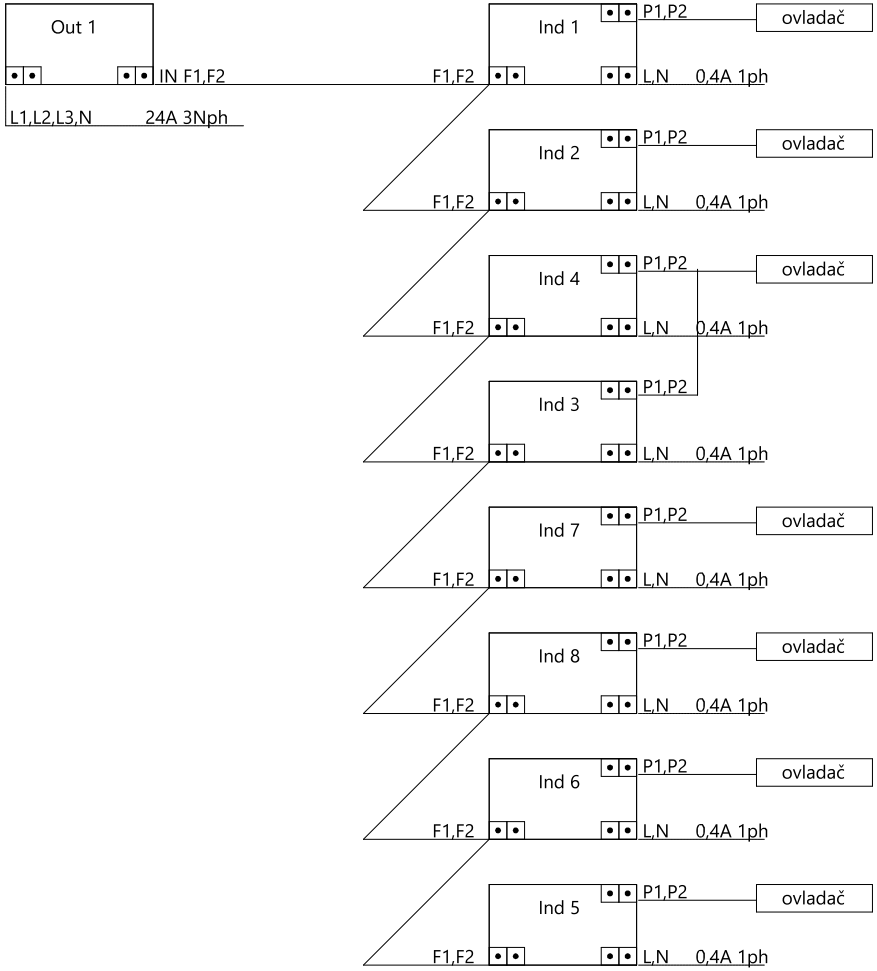 Out 1
IN F1,F2
L1,L2,L3,N 24A 3Nph
P1,P2 ovladač
Ind 1
F1,F2 L,N 0,4A 1ph
P1,P2 ovladač
Ind 2
F1,F2 L,N 0,4A 1ph
P1,P2 ovladač
Ind 4
F1,F2 L,N 0,4A 1ph
P1,P2
Ind 3
F1,F2 L,N 0,4A 1ph
P1,P2 ovladač
Ind 7
F1,F2 L,N 0,4A 1ph
P1,P2 ovladač
Ind 8
F1,F2 L,N 0,4A 1ph
P1,P2 ovladač
Ind 6
F1,F2 L,N 0,4A 1ph
P1,P2 ovladač
Ind 5
F1,F2 L,N 0,4A 1ph